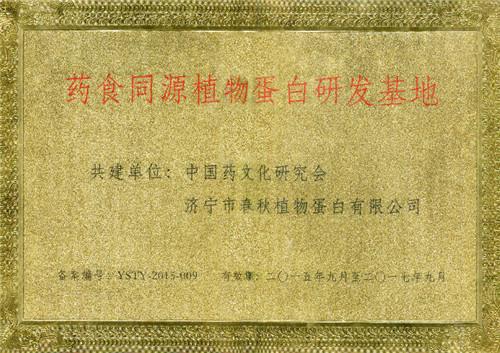 药食同源植物蛋白研发基地
共建单位：中国药文化研究会
济宁市春秋植物蛋白有限公司
备案编号：YSTY-2015-009 有效集：二〇一五年九月至二〇一七年九月